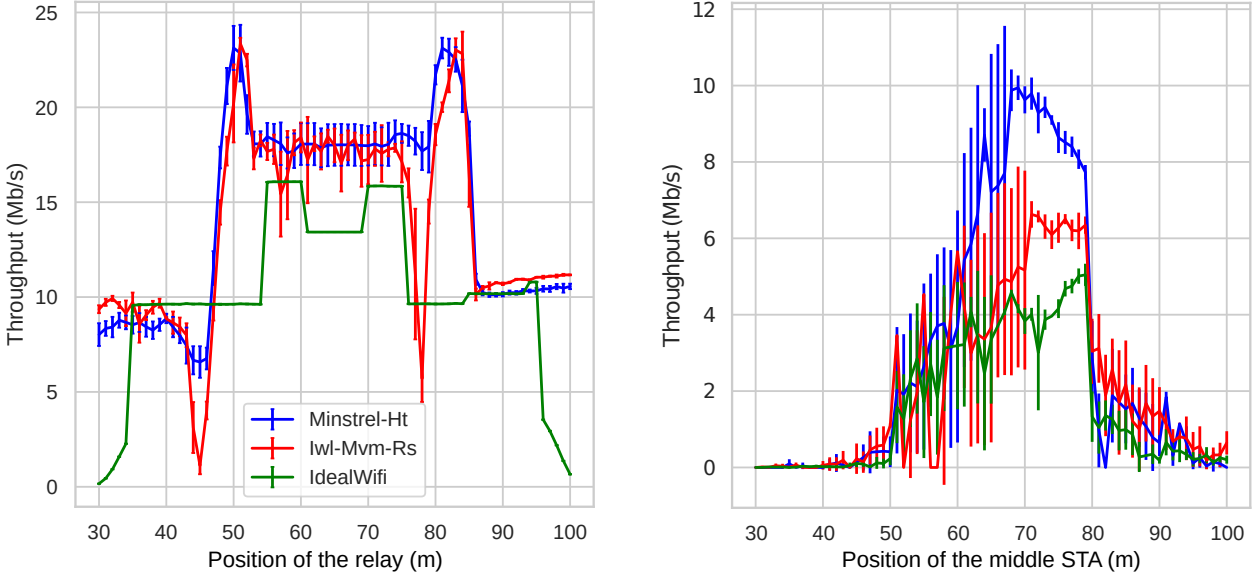 Throughput (Mb/s)
25
20
15
10
5
0
30 40 50 60 70 80 90 100
Position of the relay (m)
Minstrel-Ht
Iwl-Mvm-Rs
IdealWifi
Throughput (Mb/s)
12
10
8
6
4
2
0
30 40 50 60 70 80 90 100
Position of the middle STA (m)